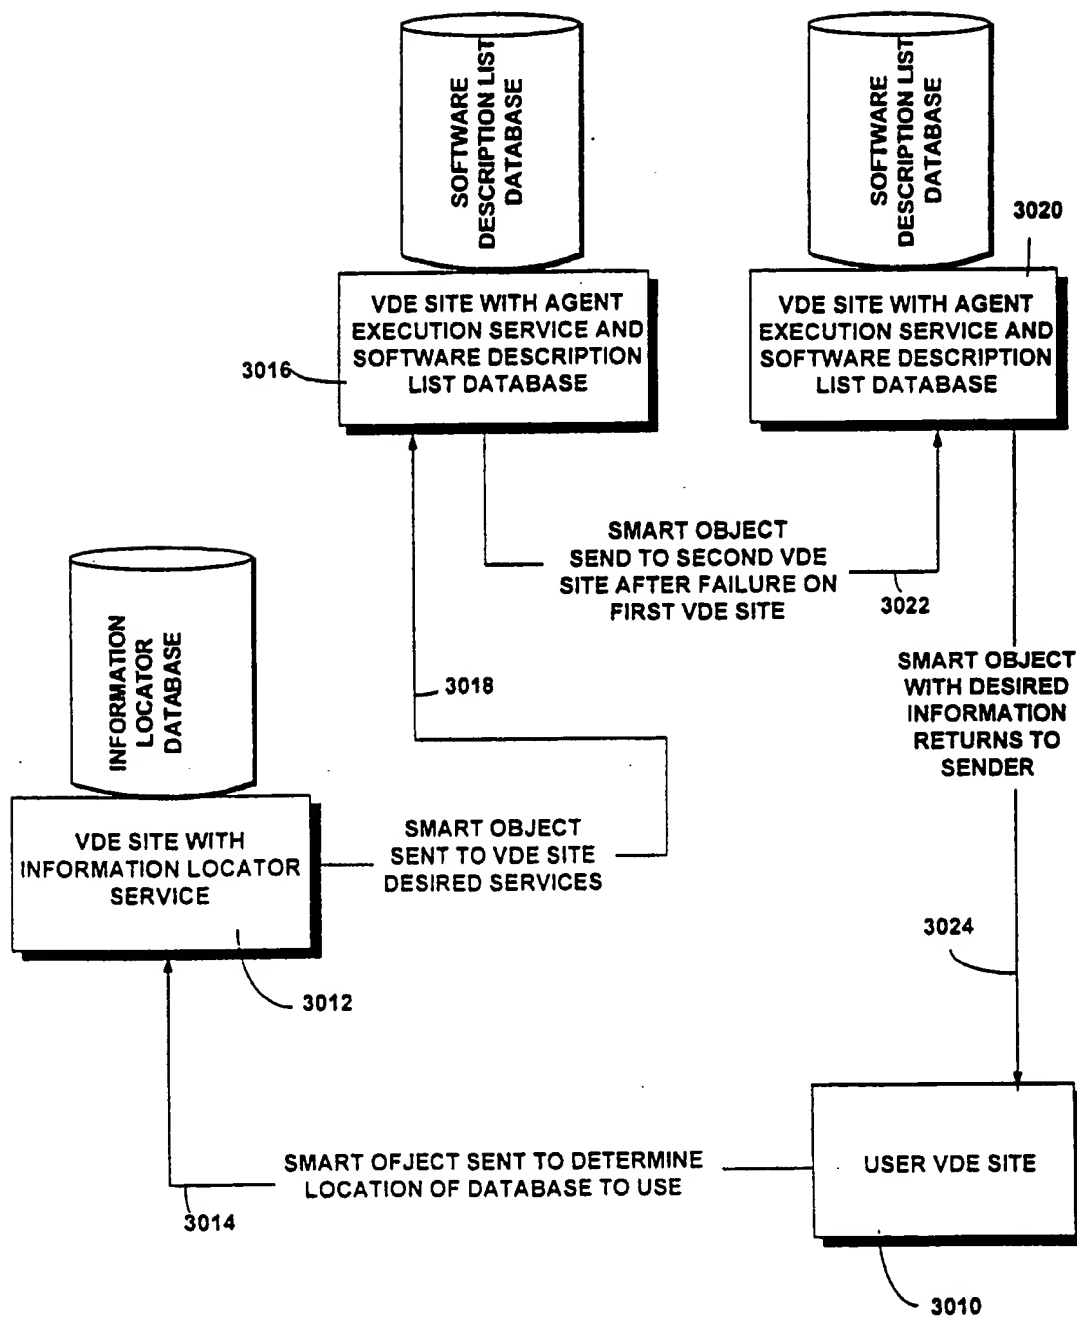 SOFTWARE
DESCRIPTION LIST
DATABASE
SOFTWARE
DESCRIPTION LIST
DATABASE
3020
VDE SITE WITH AGENT
EXECUTION SERVICE AND
SOFTWARE DESCRIPTION
LIST DATABASE
3016
VDE SITE WITH AGENT
EXECUTION SERVICE AND
SOFTWARE DESCRIPTION
LIST DATABASE
SMART OBJECT
SEND TO SECOND VDE
SITE AFTER FAILURE ON
FIRST VDE SITE
3022
INFORMATION
LOCATOR
DATABASE
3018
SMART OBJECT
WITH DESIRED
INFORMATION
RETURNS TO
SENDER
VDE SITE WITH
INFORMATION LOCATOR
SERVICE
SMART OBJECT
SENT TO VDE SITE
DESIRED SERVICES
3024
3012
SMART OFJECT SENT TO DETERMINE
LOCATION OF DATABASE TO USE
3014
USER VDE SITE
3010